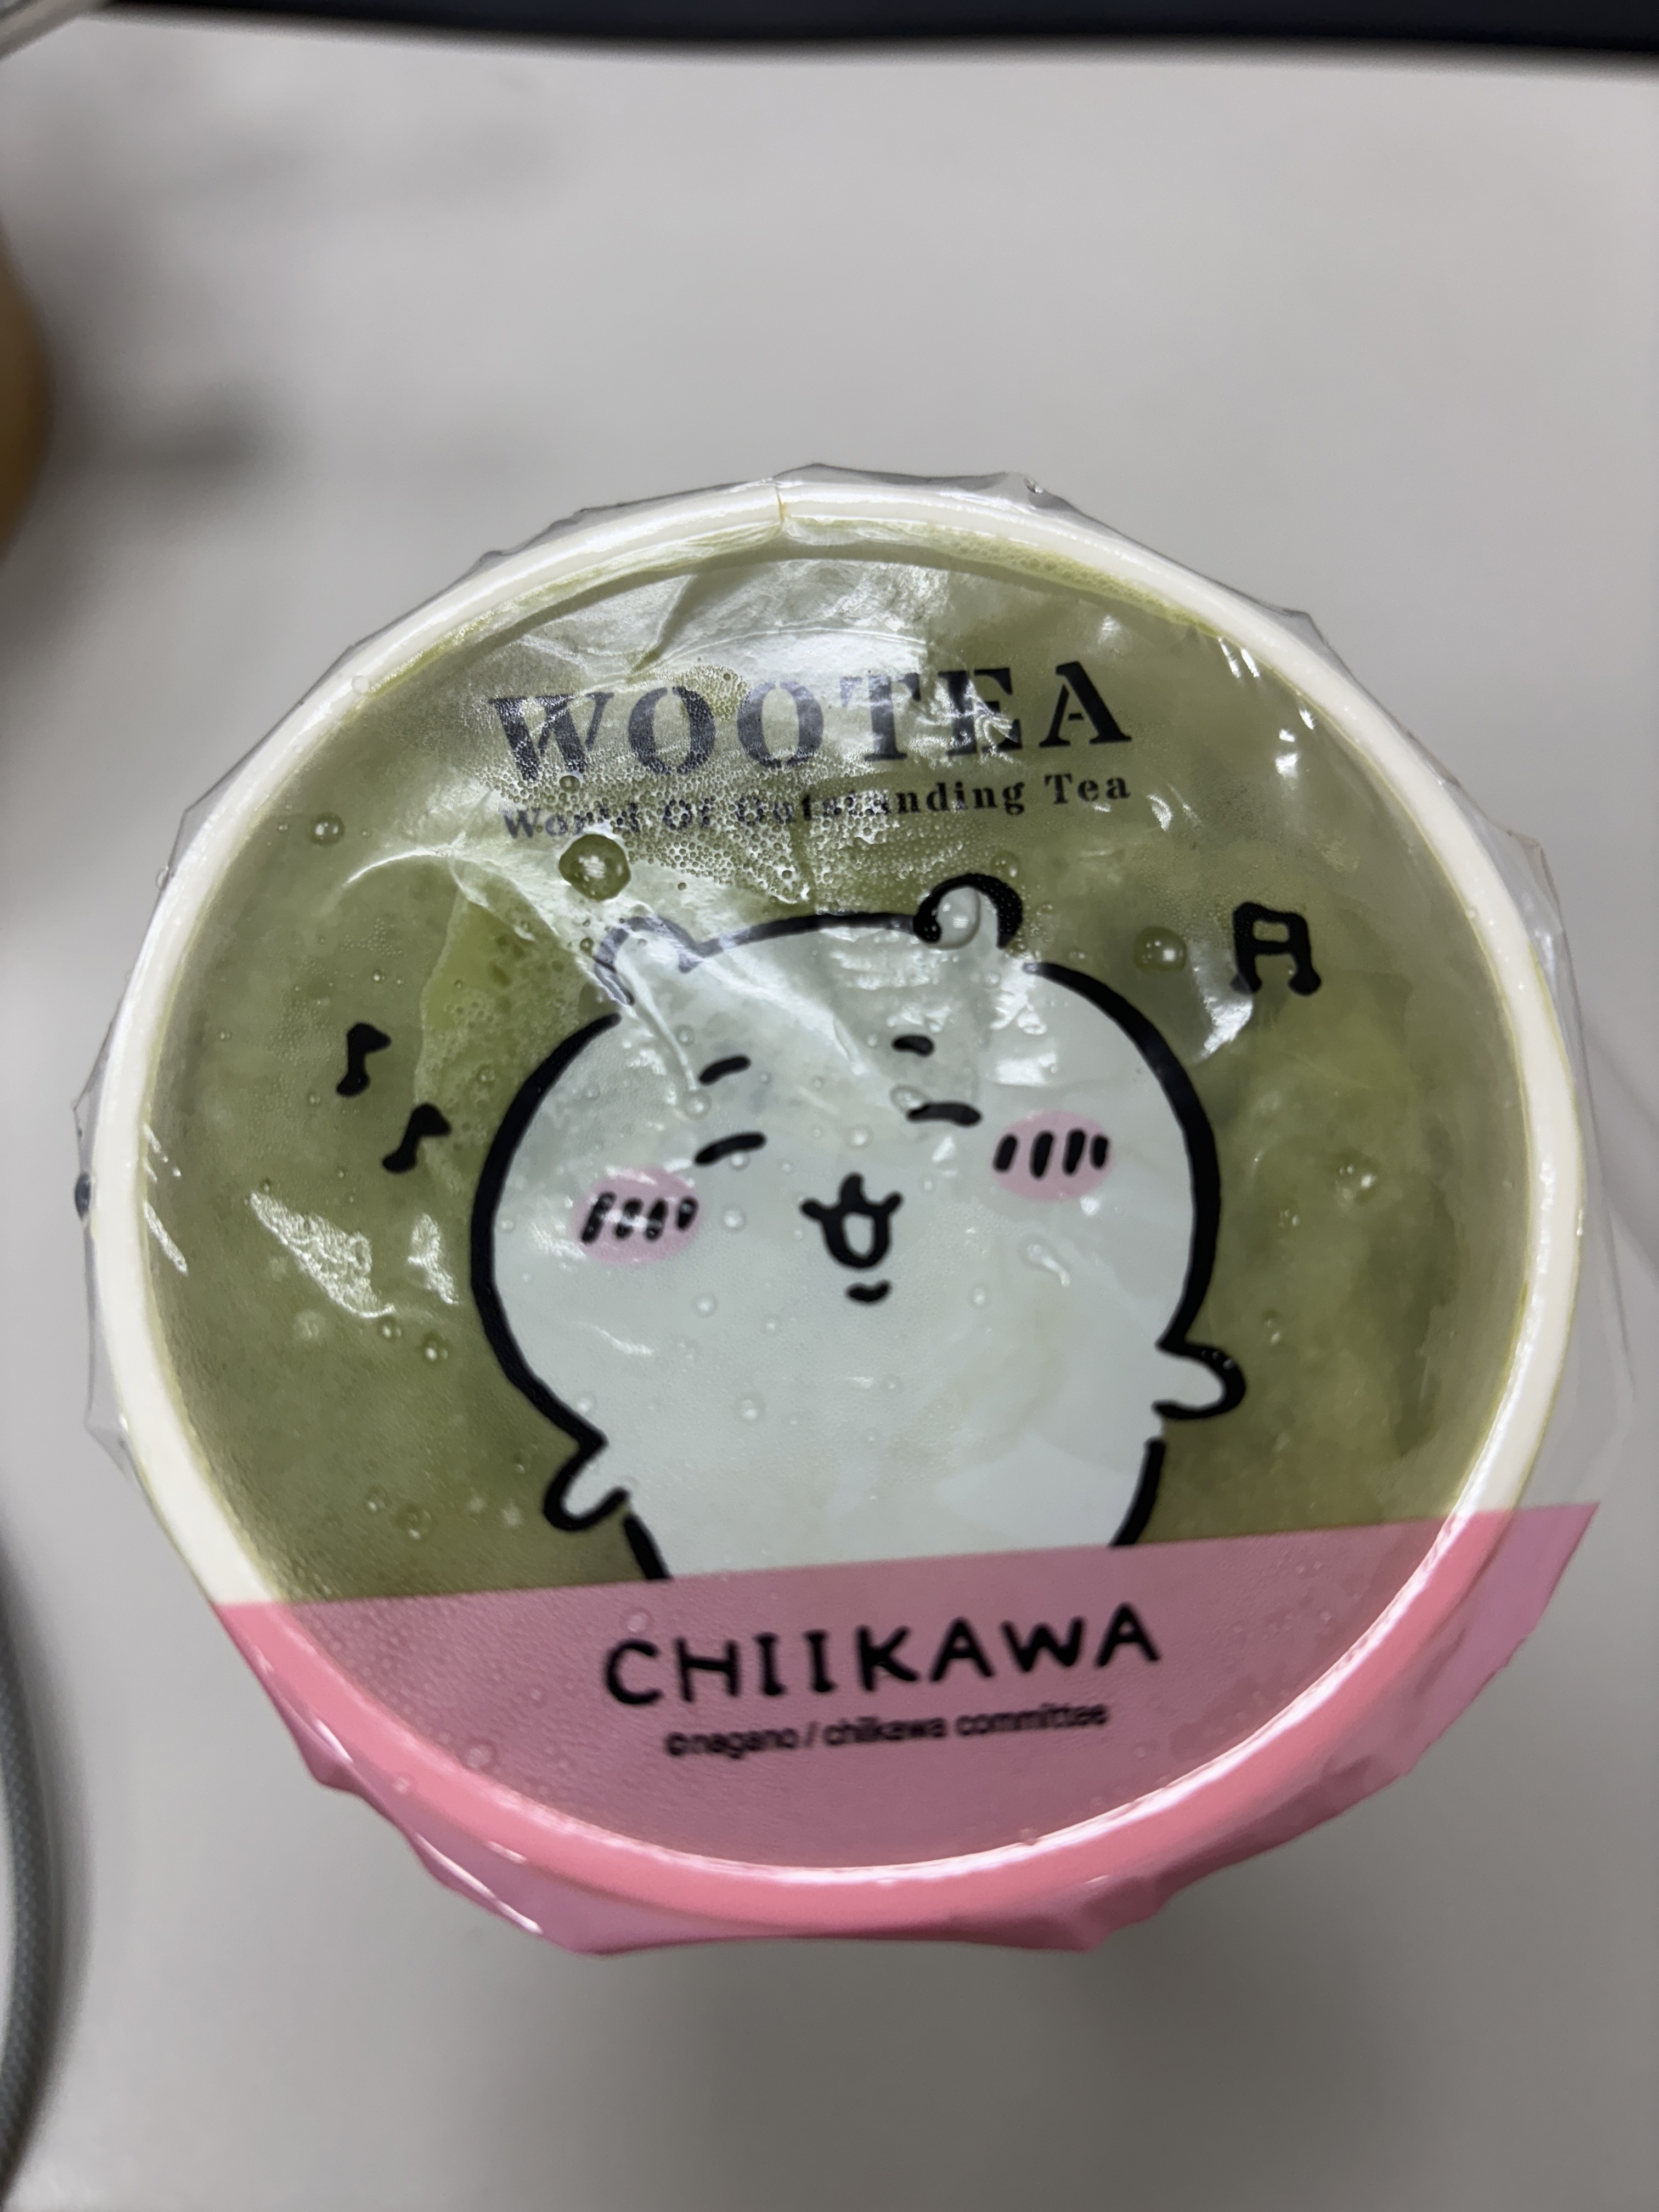 WOOTEA
World Of Outstanding Tea
CHIIKAWA
©nagano / chiikawa committee